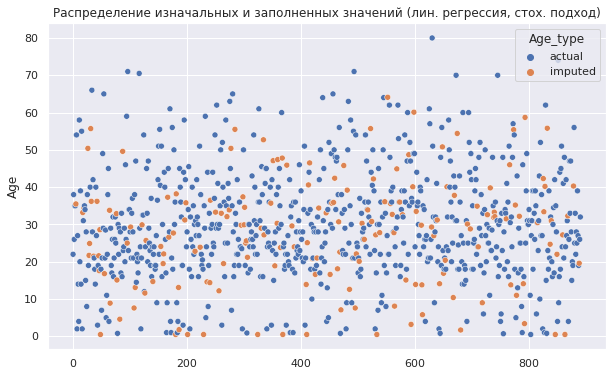 Распределение изначальных и заполненных значений (лин. регрессия, стох. подход)
Age_type
actual
imputed
Age
80
70
60
50
40
30
20
10
0
0 200 400 600 800